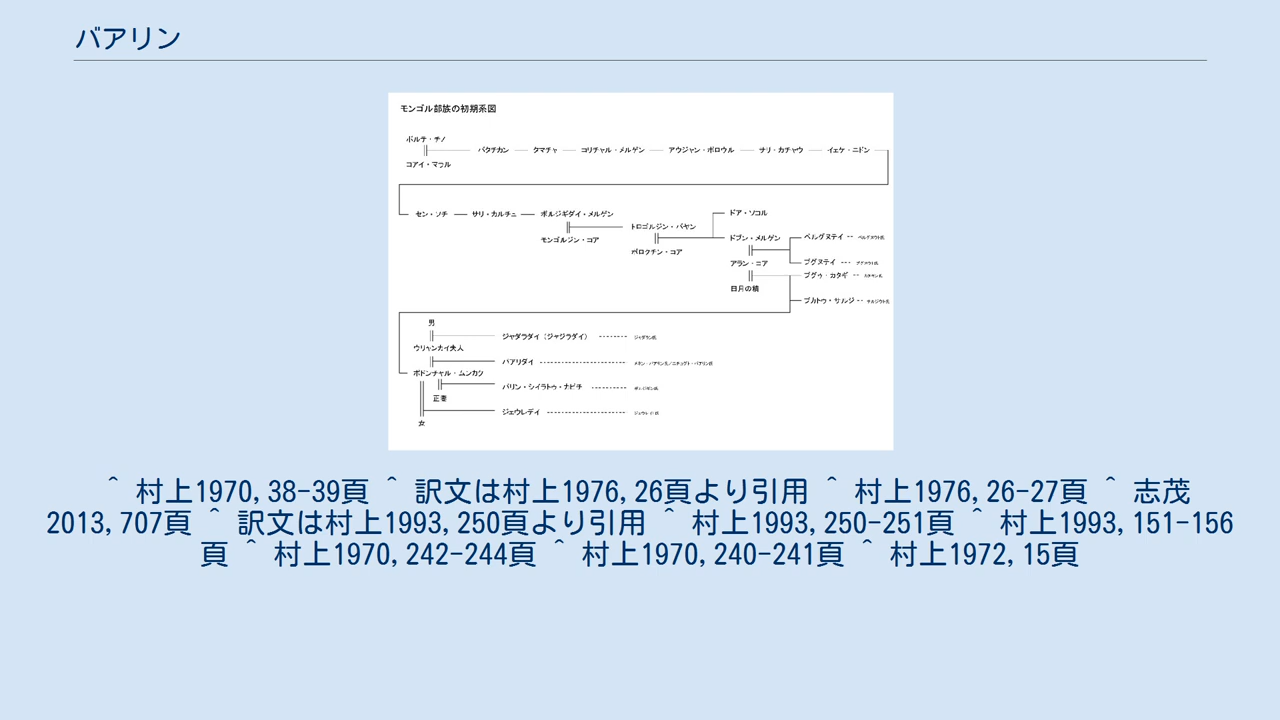 バアリン
モンゴル部族の初期系図
ボルテ・チノ
バタチカン タマチャ コリチャル・メルゲン アウジャン・ボロウル サリ・カチャウ イェケ・ニドン
コアイ・マラル
セン・ソチ サリ・カルチュ ボルジギダイ・メルゲン
ドア・ソコル
トロゴルジン・バヤン
モンゴルジン・コア
ドブン・メルゲン
ベルグヌテイ
ボロクチン・コア
アラン・コア
ブグヌテイ
ブグゥ・カタギ
日月の精
ブカトゥ・サルジ
男
ジャダラダイ（ジャジラダイ）
ウリャンカイ夫人
バアリダイ
ボドンチャル・ムンカク
バリン・シイラトゥ・カビチ
正妻
ジェウレデイ
女
^ 村上1970,38-39頁 ^ 訳文は村上1976,26頁より引用 ^ 村上1976,26-27頁 ^ 志茂
2013,707頁 ^ 訳文は村上1993,250頁より引用 ^ 村上1993,250-251頁 ^ 村上1993,151-156
頁 ^ 村上1970,242-244頁 ^ 村上1970,240-241頁 ^ 村上1972,15頁